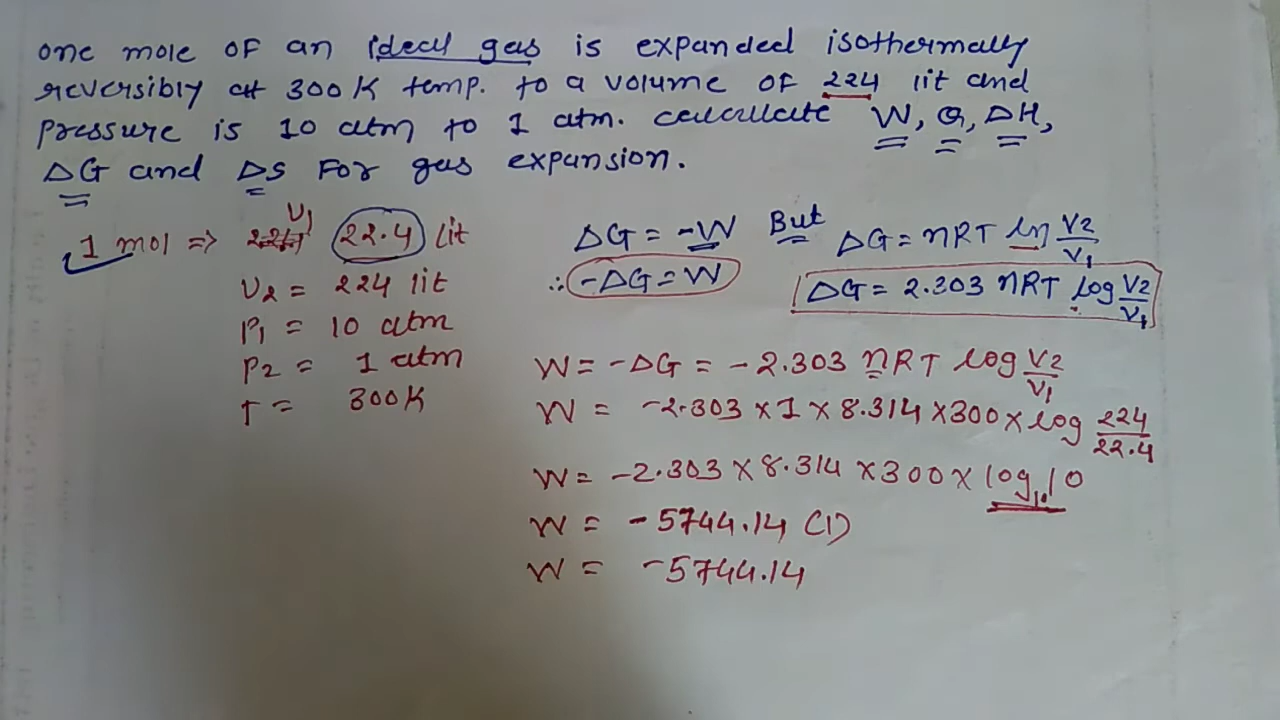 one mole of an ideal gas is expanded isothermally
reversibly at 300K temp. to a volume of 224 lit and
pressure is 10 atm to 1 atm. calculate W, Q, ΔH,
ΔG and ΔS For gas expansion.
1 mol => V1 22.4 lit
V2 = 224 lit
P1 = 10 atm
P2 = 1 atm
T = 300K
ΔG = -W But ΔG = nRT ln V2/V1
∴ -ΔG = W
ΔG = 2.303 nRT log V2/V1
W = -ΔG = -2.303 nRT log V2/V1
W = -2.303 × 1 × 8.314 × 300 × log 224/22.4
W = -2.303 × 8.314 × 300 × log10 10
W = -5744.14 (1)
W = -5744.14